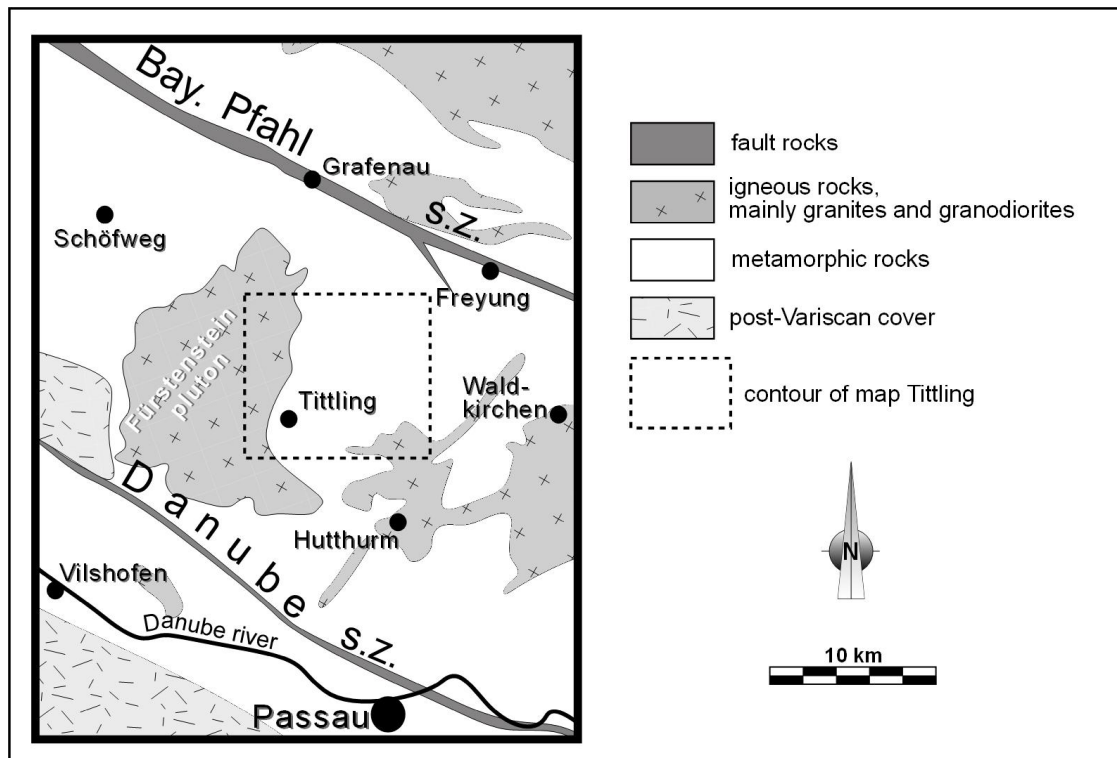 Bay. Pfahl
s.z.
Grafenau
Schöfweg
Freyung
Fürstenstein
pluton
Tittling
Wald-
kirchen
Danube s.z.
Hutthurm
Vilshofen
Danube river
Passau
fault rocks
igneous rocks,
mainly granites and granodiorites
metamorphic rocks
post-Variscan cover
contour of map Tittling
N
10 km